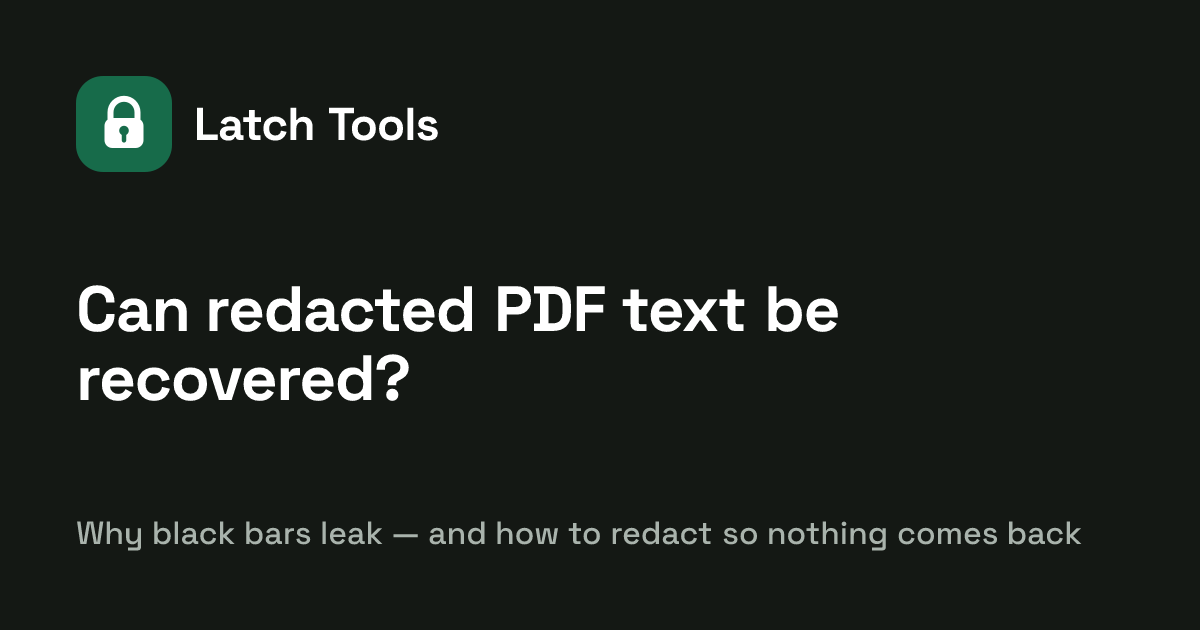 Latch Tools
Can redacted PDF text be
recovered?
Why black bars leak — and how to redact so nothing comes back